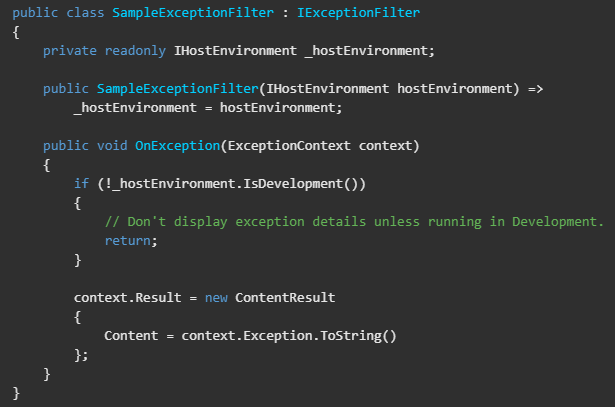 public class SampleExceptionFilter : IExceptionFilter
{
    private readonly IHostEnvironment _hostEnvironment;

    public SampleExceptionFilter(IHostEnvironment hostEnvironment) =>
        _hostEnvironment = hostEnvironment;

    public void OnException(ExceptionContext context)
    {
        if (!_hostEnvironment.IsDevelopment())
        {
            // Don't display exception details unless running in Development.
            return;
        }

        context.Result = new ContentResult
        {
            Content = context.Exception.ToString()
        };
    }
}